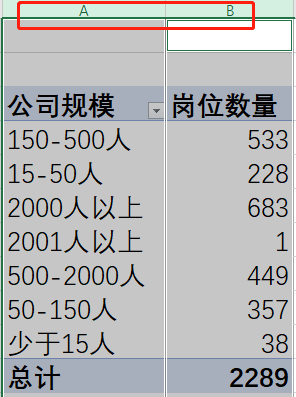 A B
公司规模 岗位数量
150-500人 533
15-50人 228
2000人以上 683
2001人以上 1
500-2000人 449
50-150人 357
少于15人 38
总计 2289